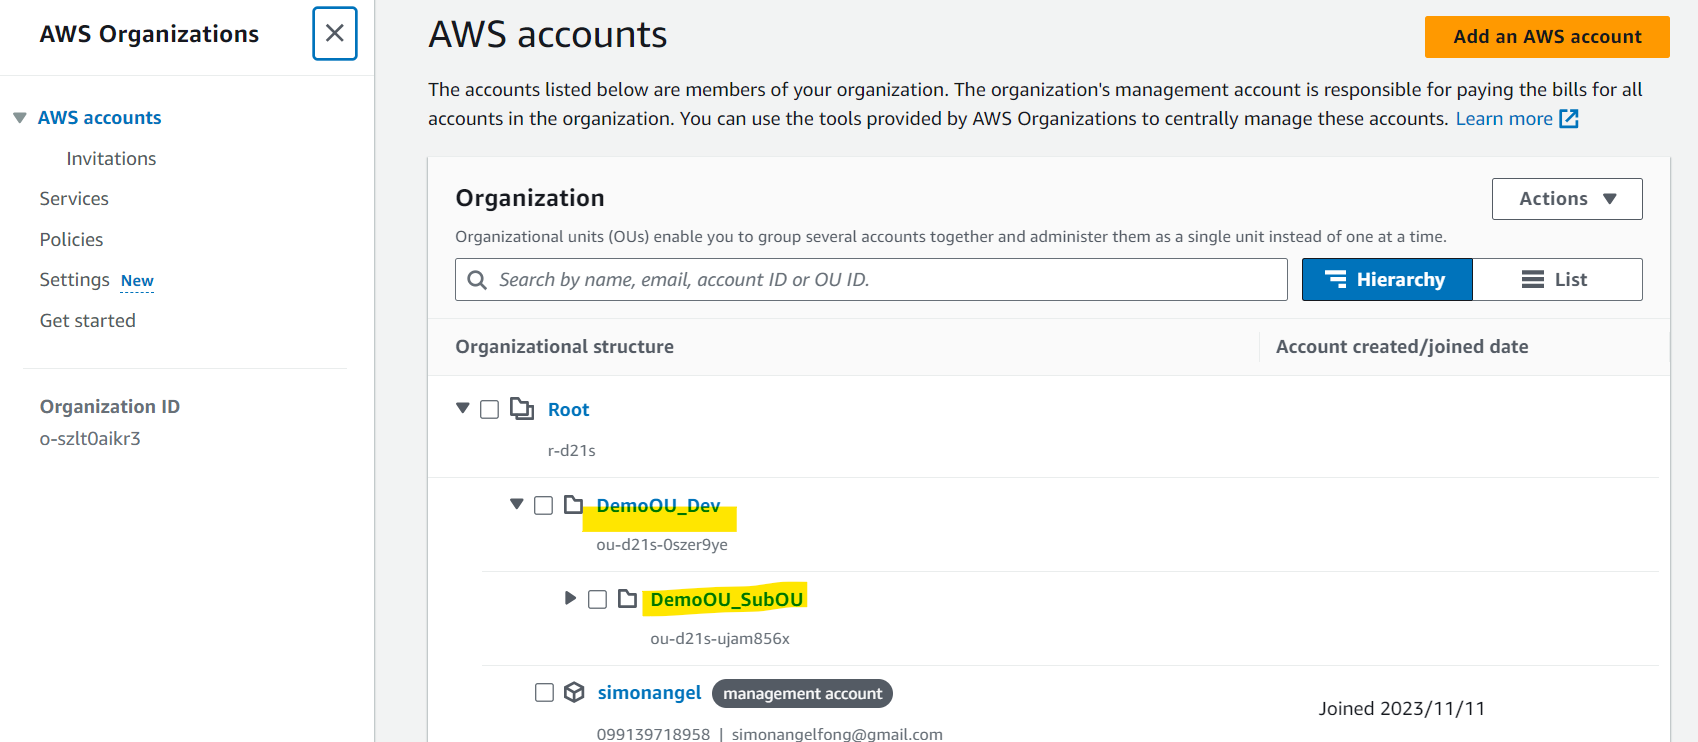 AWS Organizations
AWS accounts
Invitations
Services
Policies
Settings New
Get started
Organization ID
o-szlt0aikr3
AWS accounts
Add an AWS account
The accounts listed below are members of your organization. The organization's management account is responsible for paying the bills for all
accounts in the organization. You can use the tools provided by AWS Organizations to centrally manage these accounts. Learn more
Organization
Actions
Organizational units (OUs) enable you to group several accounts together and administer them as a single unit instead of one at a time.
Search by name, email, account ID or OU ID.
Hierarchy
List
Organizational structure
Account created/joined date
Root
r-d21s
DemoOU_Dev
ou-d21s-0szer9ye
DemoOU_SubOU
ou-d21s-ujam856x
simonangel management account
Joined 2023/11/11
099139718958 | simonangelfong@gmail.com